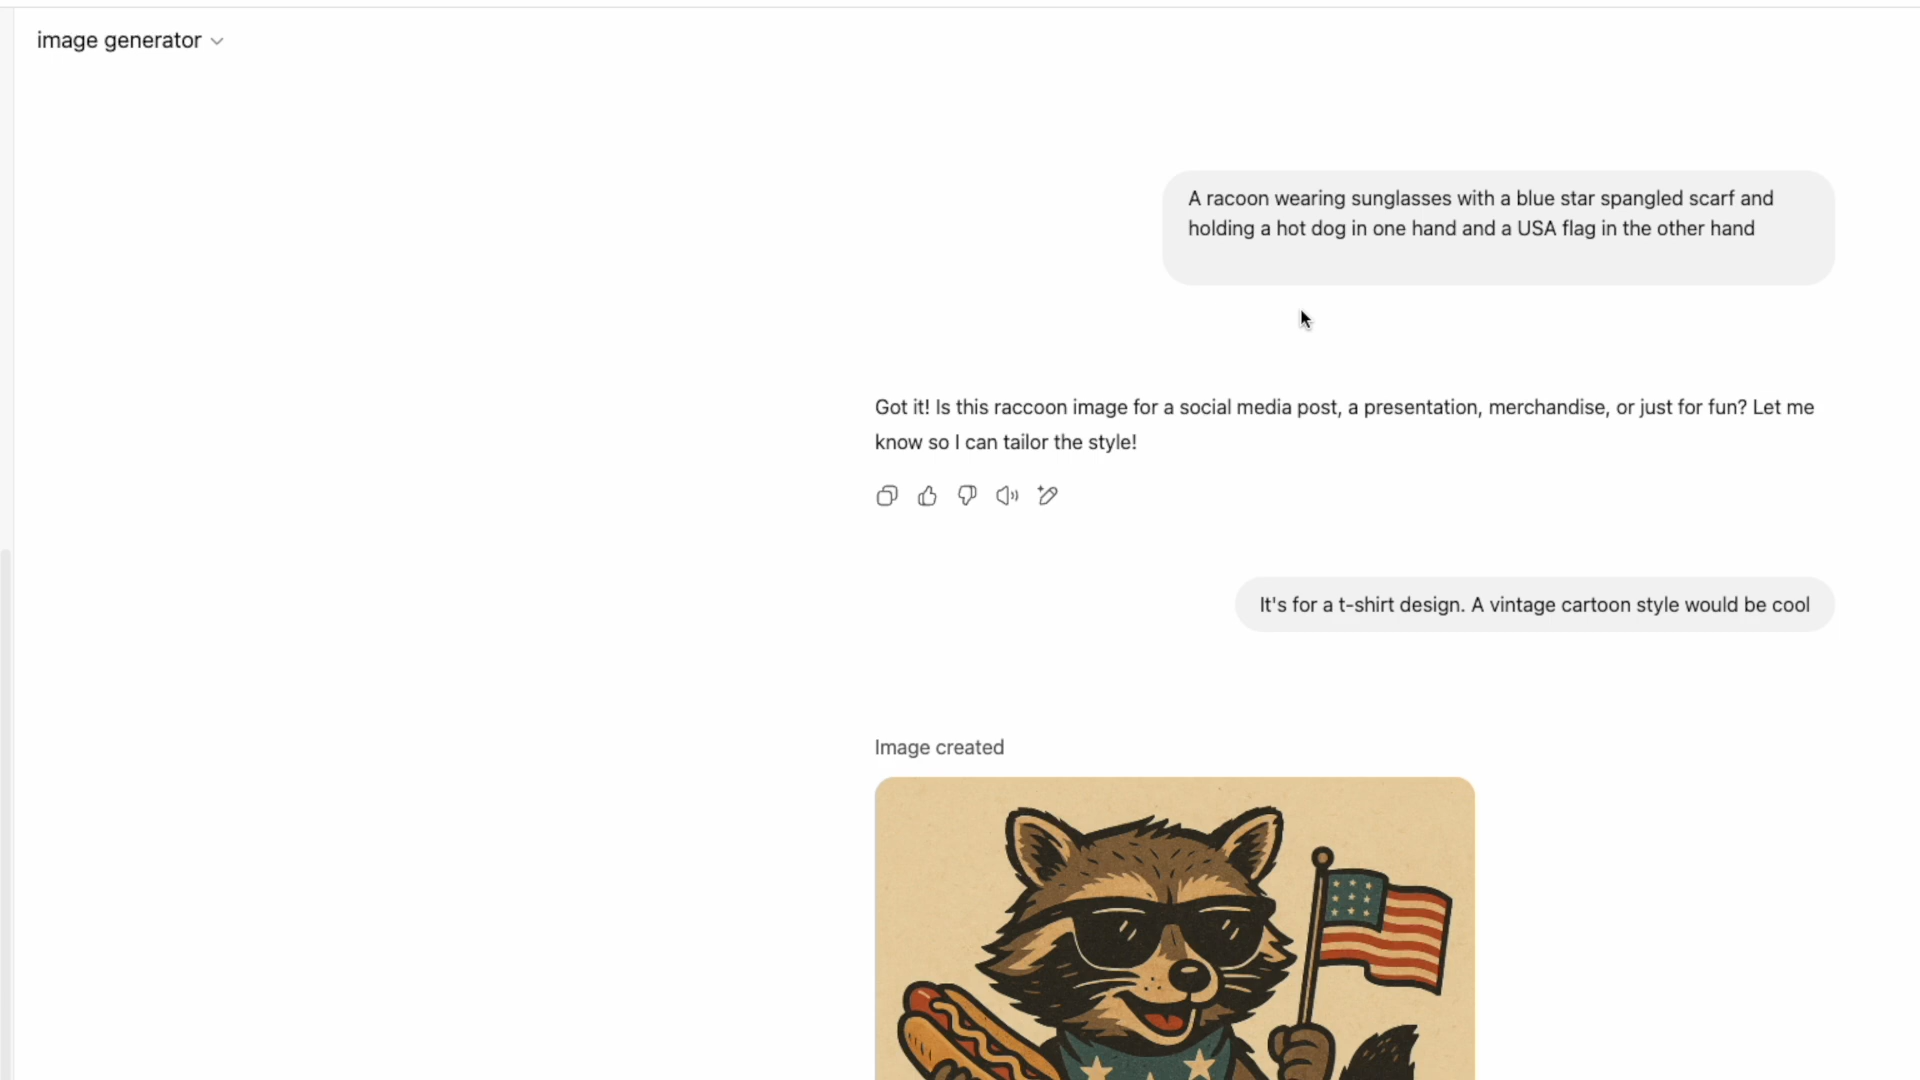 image generator
A racoon wearing sunglasses with a blue star spangled scarf and
holding a hot dog in one hand and a USA flag in the other hand
Got it! Is this raccoon image for a social media post, a presentation, merchandise, or just for fun? Let me
know so I can tailor the style!
It's for a t-shirt design. A vintage cartoon style would be cool
Image created